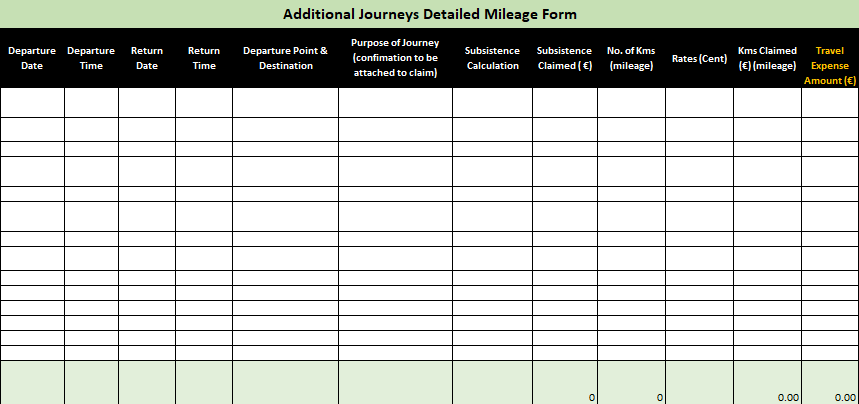 Additional Journeys Detailed Mileage Form
Departure
Date
Departure
Time
Return
Date
Return
Time
Departure Point &
Destination
Purpose of Journey
(confimation to be
attached to claim)
Subsistence
Calculation
Subsistence
Claimed ( €)
No. of Kms
(mileage)
Rates (Cent)
Kms Claimed
(€) (mileage)
Travel
Expense
Amount (€)
0
0
0.00
0.00